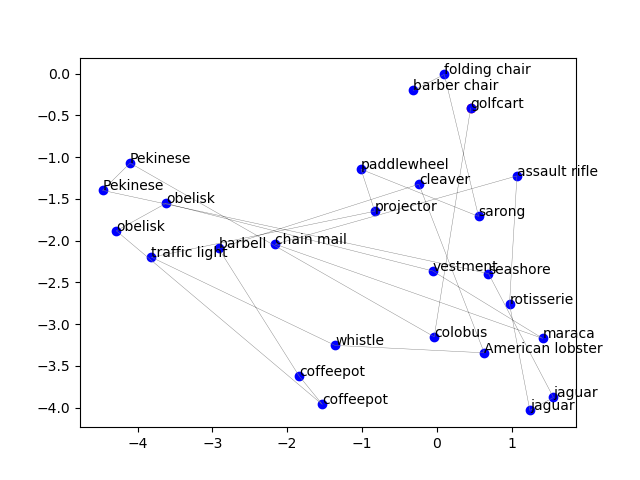 0.0
−0.5
−1.0
−1.5
−2.0
−2.5
−3.0
−3.5
−4.0
folding chair
barber chair
golfcart
Pekinese
paddlewheel
assault rifle
cleaver
Pekinese
obelisk
projector
sarong
obelisk
barbell
chain mail
traffic light
vestment
seashore
rotisserie
colobus
maraca
whistle
American lobster
coffeepot
jaguar
coffeepot
jaguar
−4
−3
−2
−1
0
1